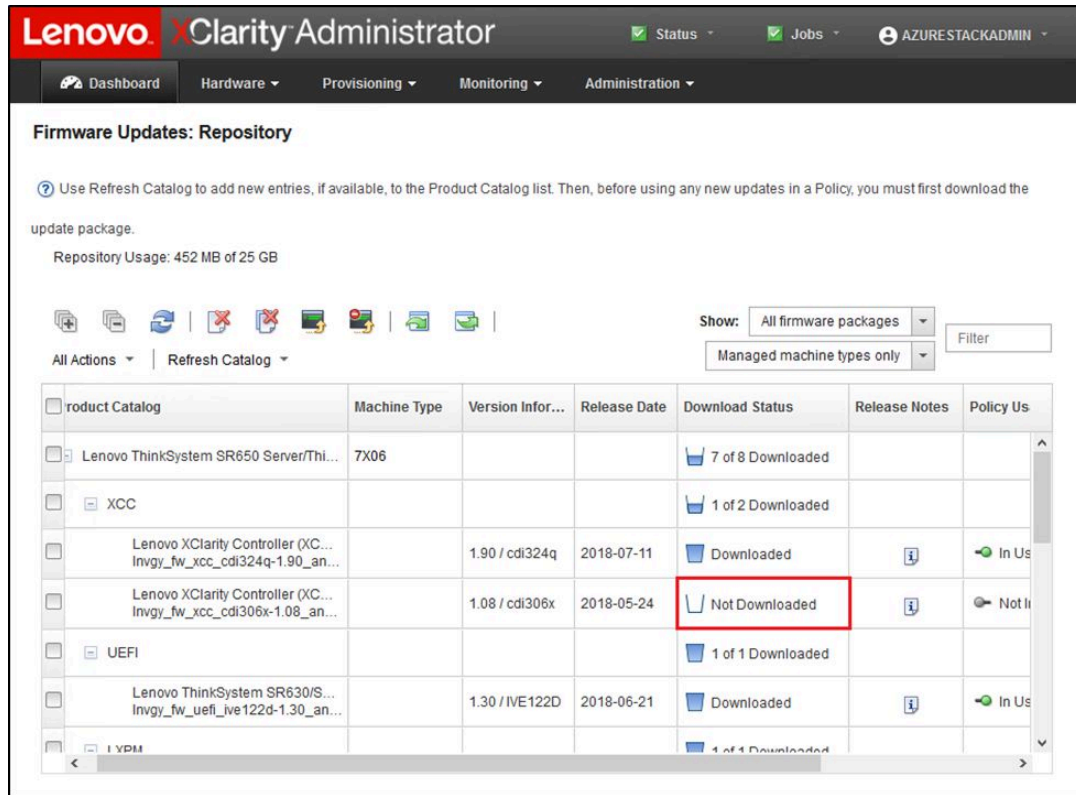 Lenovo. XClarity Administrator
Status
Jobs
AZURESTACKADMIN
Dashboard
Hardware
Provisioning
Monitoring
Administration
Firmware Updates: Repository
Use Refresh Catalog to add new entries, if available, to the Product Catalog list. Then, before using any new updates in a Policy, you must first download the
update package.
Repository Usage: 452 MB of 25 GB
Show: All firmware packages
Filter
All Actions
Refresh Catalog
Managed machine types only
roduct Catalog Machine Type Version Infor... Release Date Download Status Release Notes Policy Us
Lenovo ThinkSystem SR650 Server/Thi... 7X06 7 of 8 Downloaded
XCC 1 of 2 Downloaded
Lenovo XClarity Controller (XC...
lnvgy_fw_xcc_cdi324q-1.90_an... 1.90 / cdi324q 2018-07-11 Downloaded In Us
Lenovo XClarity Controller (XC...
lnvgy_fw_xcc_cdi306x-1.08_an... 1.08 / cdi306x 2018-05-24 Not Downloaded Not I
UEFI 1 of 1 Downloaded
Lenovo ThinkSystem SR630/S...
lnvgy_fw_uefi_ive122d-1.30_an... 1.30 / IVE122D 2018-06-21 Downloaded In Us
LXPM 1 of 1 Downloaded